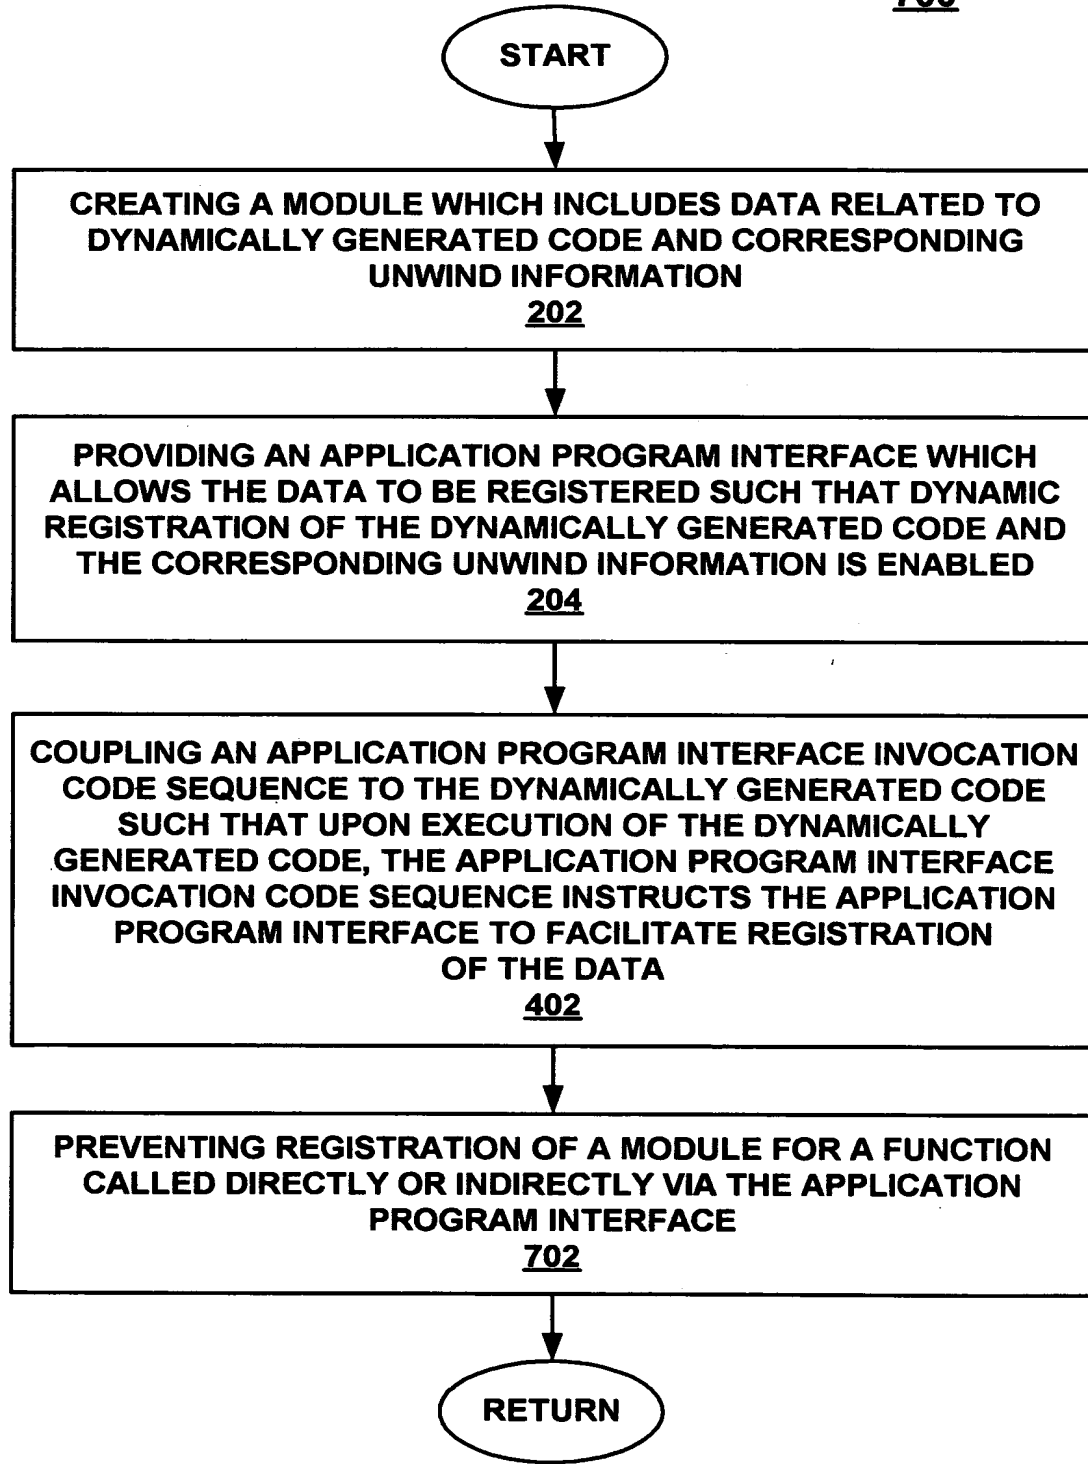 START
CREATING A MODULE WHICH INCLUDES DATA RELATED TO
DYNAMICALLY GENERATED CODE AND CORRESPONDING
UNWIND INFORMATION
202
PROVIDING AN APPLICATION PROGRAM INTERFACE WHICH
ALLOWS THE DATA TO BE REGISTERED SUCH THAT DYNAMIC
REGISTRATION OF THE DYNAMICALLY GENERATED CODE AND
THE CORRESPONDING UNWIND INFORMATION IS ENABLED
204
COUPLING AN APPLICATION PROGRAM INTERFACE INVOCATION
CODE SEQUENCE TO THE DYNAMICALLY GENERATED CODE
SUCH THAT UPON EXECUTION OF THE DYNAMICALLY
GENERATED CODE, THE APPLICATION PROGRAM INTERFACE
INVOCATION CODE SEQUENCE INSTRUCTS THE APPLICATION
PROGRAM INTERFACE TO FACILITATE REGISTRATION
OF THE DATA
402
PREVENTING REGISTRATION OF A MODULE FOR A FUNCTION
CALLED DIRECTLY OR INDIRECTLY VIA THE APPLICATION
PROGRAM INTERFACE
702
RETURN